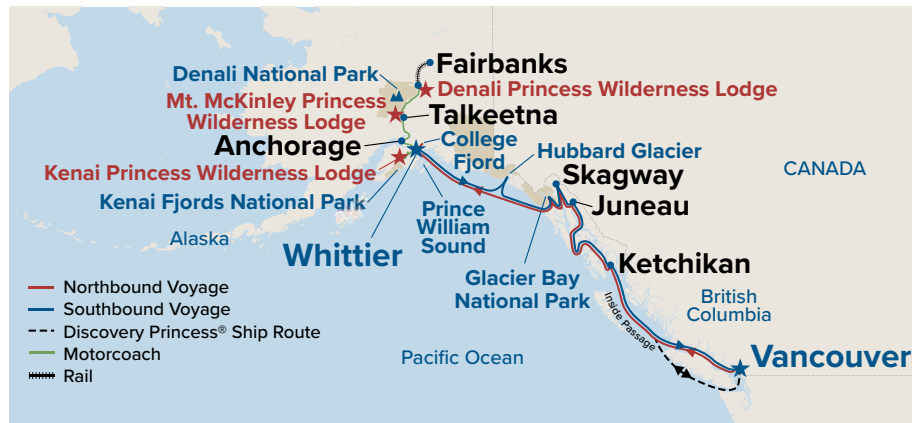 Fairbanks
Denali National Park
Denali Princess Wilderness Lodge
Mt. McKinley Princess
Wilderness Lodge
Talkeetna
Anchorage
College
Fjord
Hubbard Glacier
Kenai Princess Wilderness Lodge
Skagway
CANADA
Kenai Fjords National Park
Juneau
Prince
William
Sound
Alaska
Whittier
Glacier Bay
National Park
Ketchikan
Northbound Voyage
Southbound Voyage
Discovery Princess® Ship Route
Motorcoach
Rail
Inside Passage
British
Columbia
Pacific Ocean
Vancouver